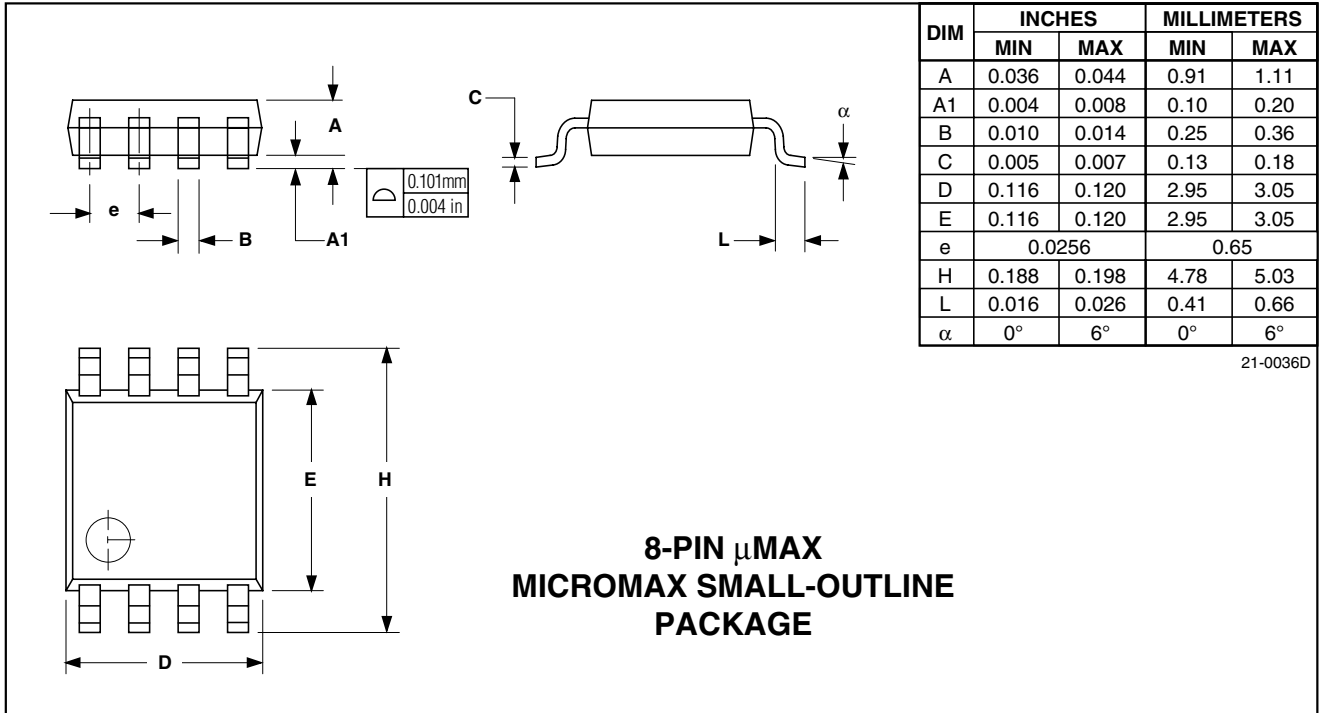 DIM INCHES MILLIMETERS
MIN MAX MIN MAX
A 0.036 0.044 0.91 1.11
A1 0.004 0.008 0.10 0.20
B 0.010 0.014 0.25 0.36
C 0.005 0.007 0.13 0.18
D 0.116 0.120 2.95 3.05
E 0.116 0.120 2.95 3.05
e 0.0256 0.65
H 0.188 0.198 4.78 5.03
L 0.016 0.026 0.41 0.66
α 0° 6° 0° 6°
21-0036D
A
e
B
A1
0.101mm
0.004 in
C
α
L
E
H
D
8-PIN µMAX
MICROMAX SMALL-OUTLINE
PACKAGE